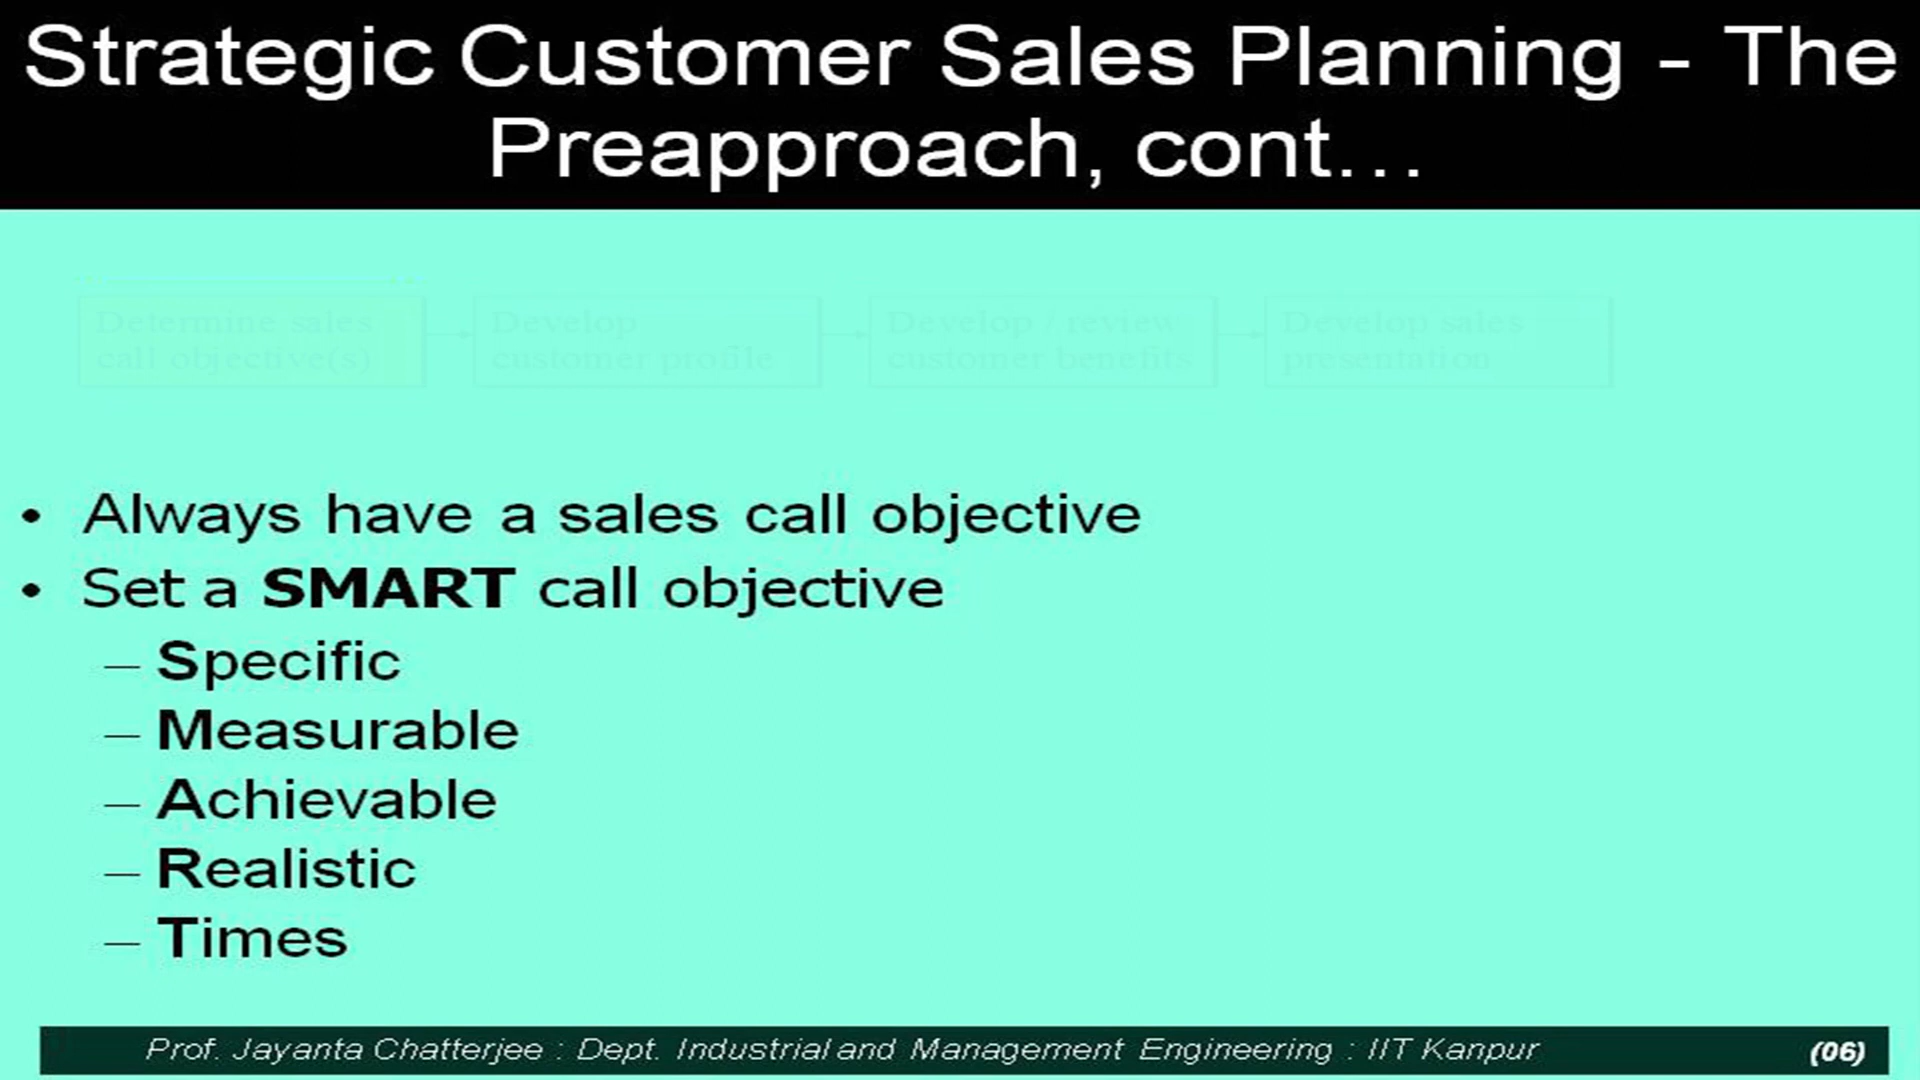 Strategic Customer Sales Planning - The
Preapproach, cont...
Determine sales
call objective(s)
Develop
customer profile
Develop / review
customer benefits
Develop sales
presentation
• Always have a sales call objective
• Set a SMART call objective
– Specific
– Measurable
– Achievable
– Realistic
– Times
Prof. Jayanta Chatterjee : Dept. Industrial and Management Engineering : IIT Kanpur
(06)